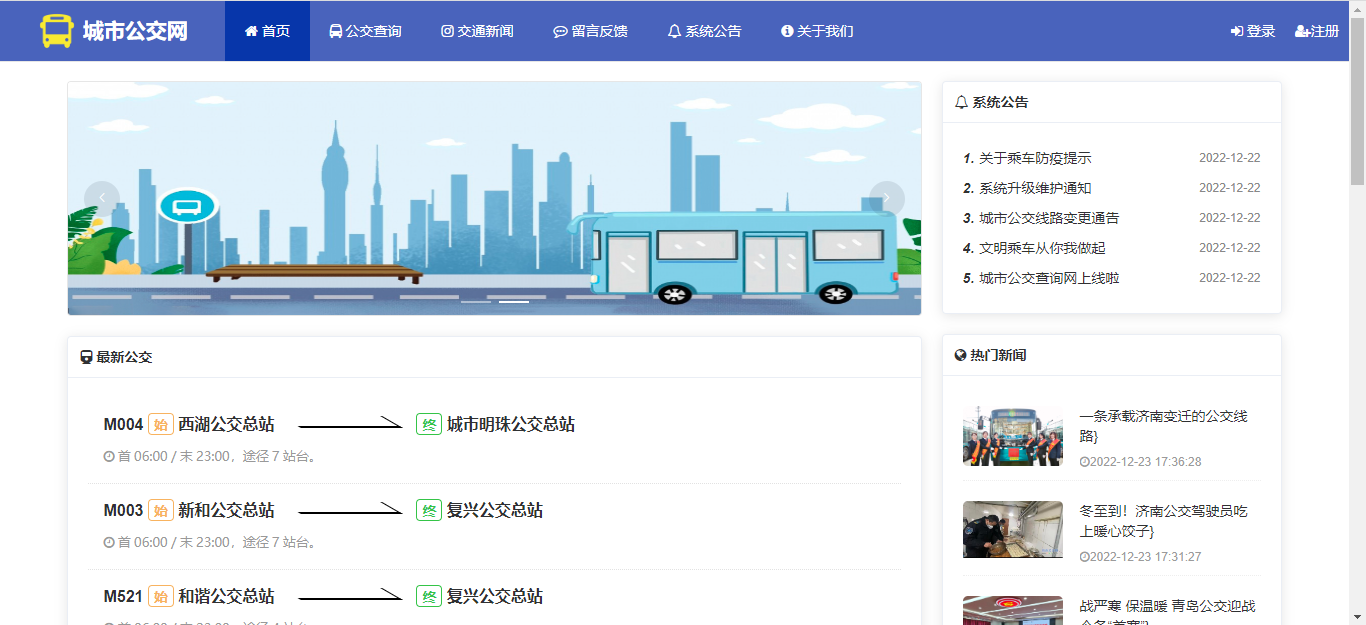 城市公交网 首页 公交查询 交通新闻 留言反馈 系统公告 关于我们 登录 注册
系统公告
1. 关于乘车防疫提示 2022-12-22
2. 系统升级维护通知 2022-12-22
3. 城市公交线路变更通告 2022-12-22
4. 文明乘车从你我做起 2022-12-22
5. 城市公交查询网上线啦 2022-12-22
最新公交
M004 始 西湖公交总站 终 城市明珠公交总站
首 06:00 / 末 23:00，途径 7 站台。
M003 始 新和公交总站 终 复兴公交总站
首 06:00 / 末 23:00，途径 7 站台。
M521 始 和谐公交总站 终 复兴公交总站
热门新闻
一条承载济南变迁的公交线
路}
2022-12-23 17:36:28
冬至到！济南公交驾驶员吃
上暖心饺子}
2022-12-23 17:31:27
战严寒 保温暖 青岛公交迎战